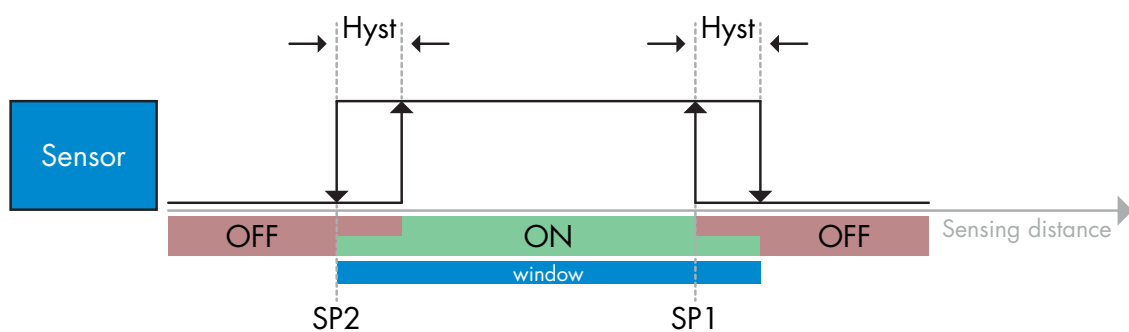 Hyst
Hyst
Sensor
OFF
ON
OFF
Sensing distance
window
SP2
SP1